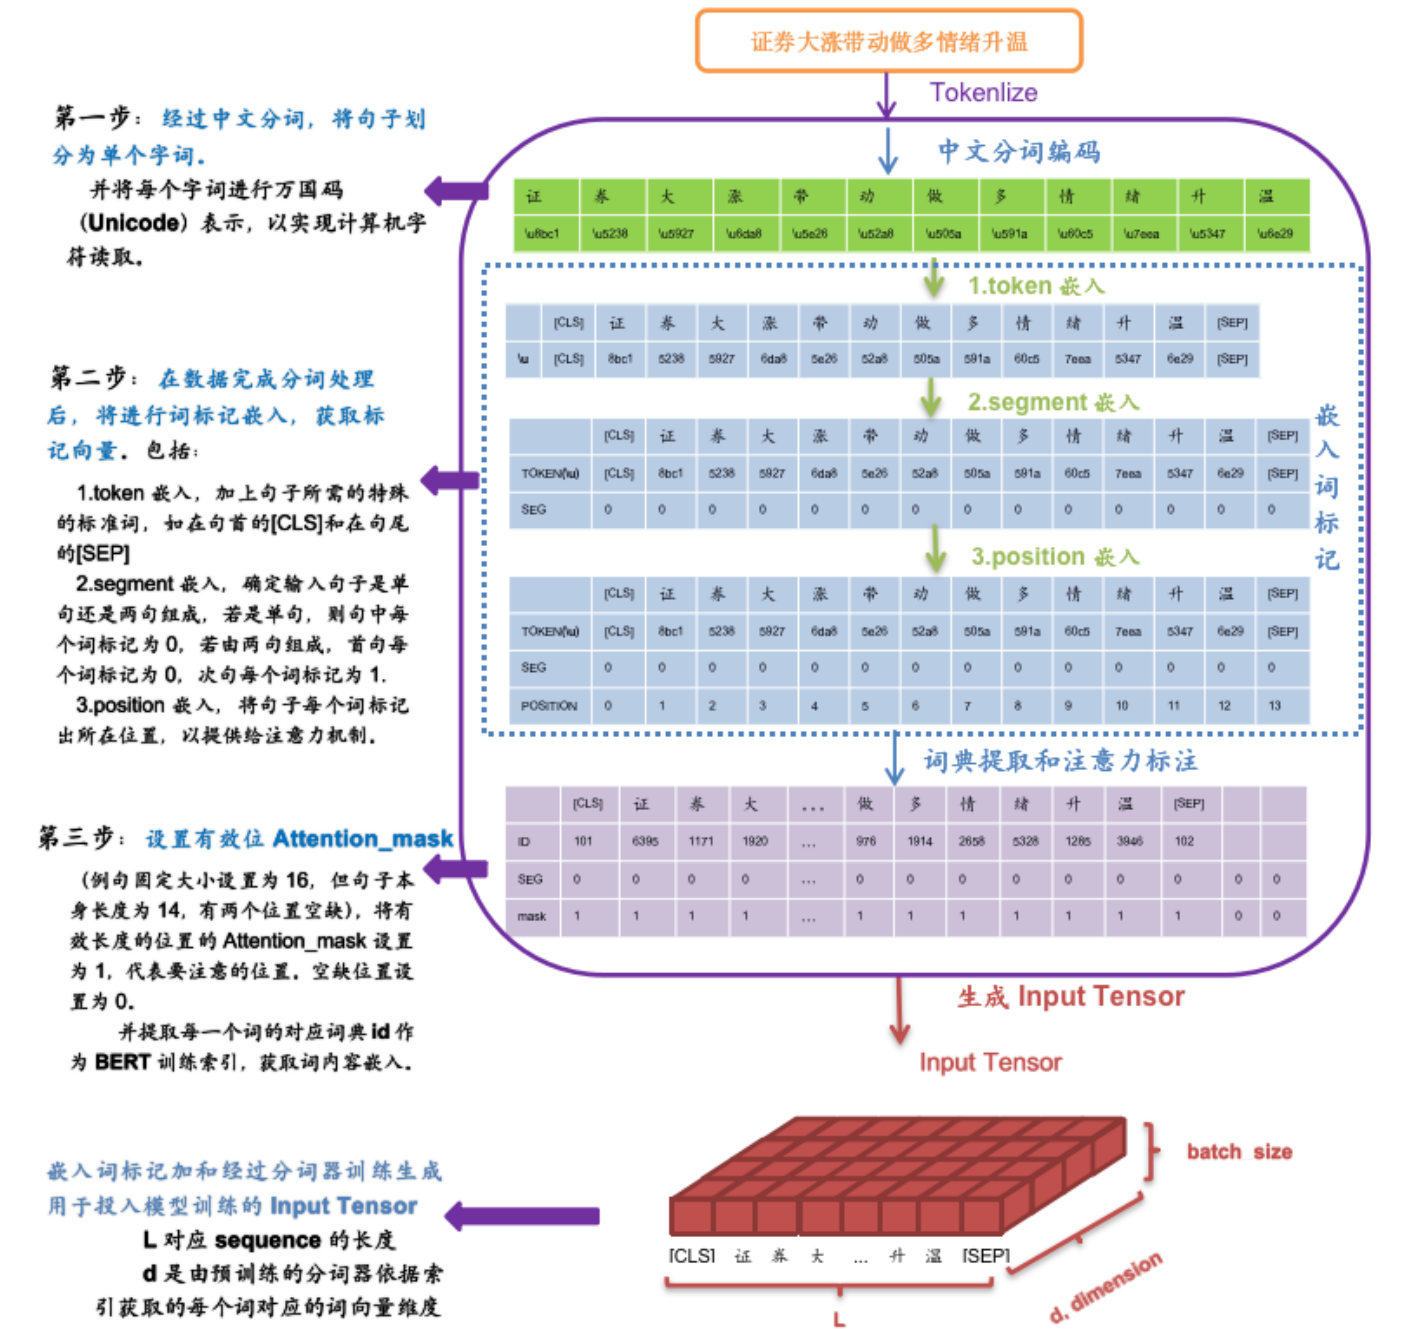 证券大涨带动做多情绪升温
Tokenlize
第一步：经过中文分词，将句子划
分为单个字词。
并将每个字词进行万国码
（Unicode）表示，以实现计算机字
符读取。
中文分词编码
证 券 大 涨 带 动 做 多 情 绪 升 温
\u8bc1 \u5238 \u5927 \u6da8 \u5e26 \u52a8 \u505a \u591a \u60c5 \u7eea \u5347 \u6e29
1.token 嵌入
[CLS] 证 券 大 涨 带 动 做 多 情 绪 升 温 [SEP]
\u [CLS] 8bc1 5238 5927 6da8 5e26 52a8 505a 591a 60c5 7eea 5347 6e29 [SEP]
第二步：在数据完成分词处理
后，将进行词标记嵌入，获取标
记向量。包括：
1.token 嵌入，加上句子所需的特殊
的标准词，如在句首的[CLS]和在句尾
的[SEP]
2.segment 嵌入，确定输入句子是单
句还是两句组成，若是单句，则句中每
个词标记为 0，若由两句组成，首句每
个词标记为 0，次句每个词标记为 1.
3.position 嵌入，将句子每个词标记
出所在位置，以提供给注意力机制。
2.segment 嵌入
[CLS] 证 券 大 涨 带 动 做 多 情 绪 升 温 [SEP]
TOKEN(\u) [CLS] 8bc1 5238 5927 6da8 5e26 52a8 505a 591a 60c5 7eea 5347 6e29 [SEP]
SEG 0 0 0 0 0 0 0 0 0 0 0 0 0 0
3.position 嵌入
[CLS] 证 券 大 涨 带 动 做 多 情 绪 升 温 [SEP]
TOKEN(\u) [CLS] 8bc1 5238 5927 6da8 5e26 52a8 505a 591a 60c5 7eea 5347 6e29 [SEP]
SEG 0 0 0 0 0 0 0 0 0 0 0 0 0 0
POSITION 0 1 2 3 4 5 6 7 8 9 10 11 12 13
嵌入词标记
词典提取和注意力标注
[CLS] 证 券 大 ... 做 多 情 绪 升 温 [SEP]
ID 101 6395 1171 1920 ... 976 1914 2658 5328 1285 3946 102
SEG 0 0 0 0 ... 0 0 0 0 0 0 0 0 0
mask 1 1 1 1 ... 1 1 1 1 1 1 1 0 0
第三步：设置有效位 Attention_mask
（例句固定大小设置为 16，但句子本
身长度为 14，有两个位置空缺），将有
效长度的位置的 Attention_mask 设置
为 1，代表要注意的位置。空缺位置设
置为 0。
并提取每一个词的对应词典 id 作
为 BERT 训练索引，获取词内容嵌入。
生成 Input Tensor
Input Tensor
嵌入词标记加和经过分词器训练生成
用于投入模型训练的 Input Tensor
L 对应 sequence 的长度
d 是由预训练的分词器依据索
引获取的每个词对应的词向量维度
batch_size
[CLS] 证 券 大 ... 升 温 [SEP]
L
d, dimension